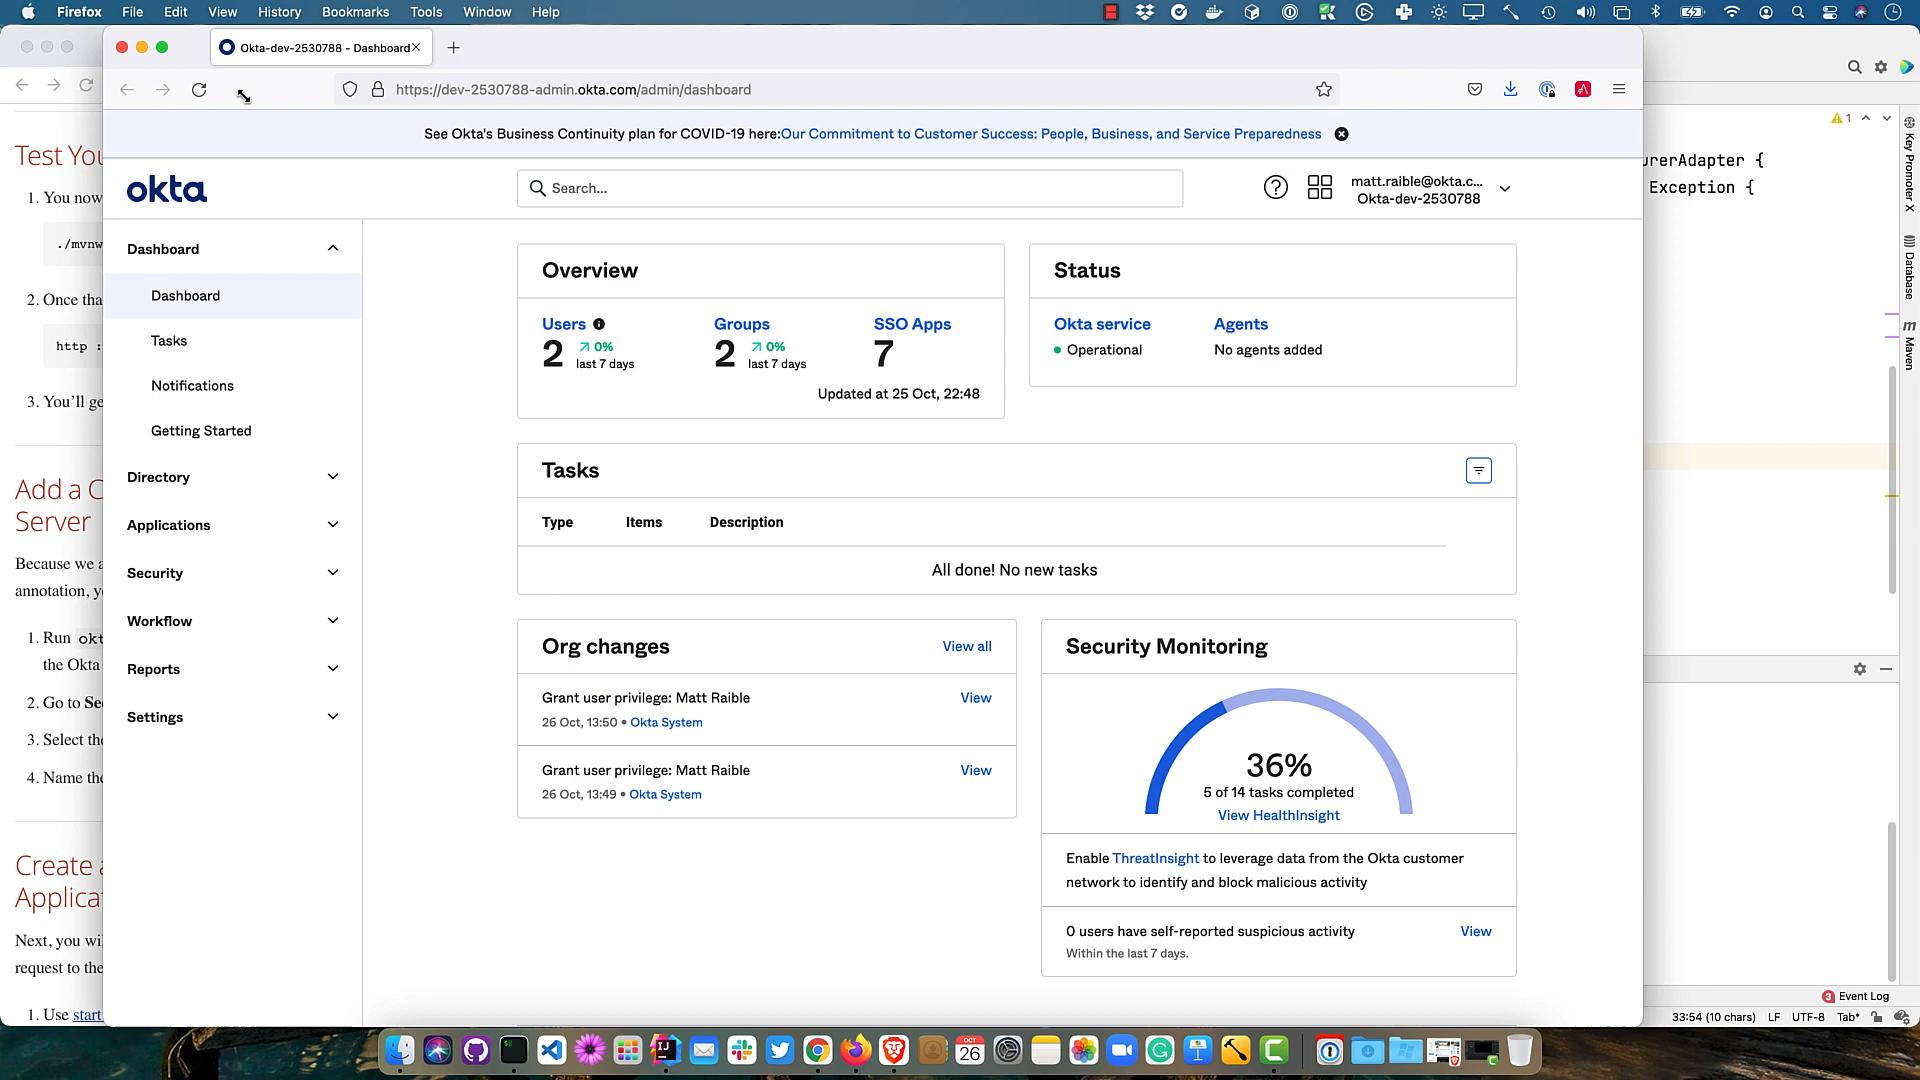 Firefox File Edit View History Bookmarks Tools Window Help
Okta-dev-2530788 - Dashboard
https://dev-2530788-admin.okta.com/admin/dashboard
See Okta's Business Continuity plan for COVID-19 here:Our Commitment to Customer Success: People, Business, and Service Preparedness
okta
Search...
matt.raible@okta.c...
Okta-dev-2530788
Dashboard
Dashboard
Tasks
Notifications
Getting Started
Directory
Applications
Security
Workflow
Reports
Settings
Overview
Users Groups SSO Apps
2 0% last 7 days
2 0% last 7 days
7
Updated at 25 Oct, 22:48
Status
Okta service Agents
Operational No agents added
Tasks
Type Items Description
All done! No new tasks
Org changes View all
Grant user privilege: Matt Raible View
26 Oct, 13:50 • Okta System
Grant user privilege: Matt Raible View
26 Oct, 13:49 • Okta System
Security Monitoring
36%
5 of 14 tasks completed
View HealthInsight
Enable ThreatInsight to leverage data from the Okta customer
network to identify and block malicious activity
0 users have self-reported suspicious activity View
Within the last 7 days.
Test You
1. You now
./mvnw
2. Once tha
http :
3. You'll ge
Add a C
Server
Because we a
annotation, y
1. Run okt
the Okta
2. Go to Se
3. Select the
4. Name the
Create a
Applica
Next, you wi
request to the
1. Use start
1
urerAdapter {
Exception {
Key Promoter X
Database
m Maven
3 Event Log
33:54 (10 chars) LF UTF-8 Tab*
OCT
26